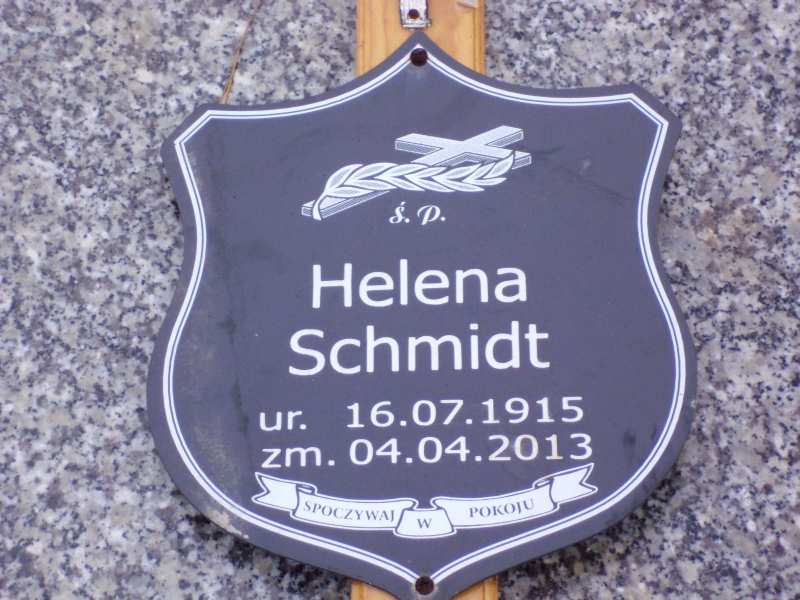 Ś. P.
Helena
Schmidt
ur. 16.07.1915
zm. 04.04.2013
SPOCZYWAJ W POKOJU